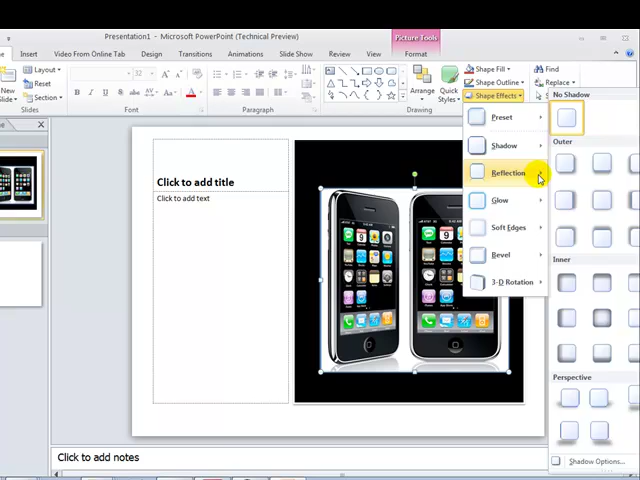 Presentation1 - Microsoft PowerPoint (Technical Preview)
Picture Tools
Insert
Video From Online Tab
Design
Transitions
Animations
Slide Show
Review
View
Format
New
Slide
Layout
Reset
Section
Font
Paragraph
Drawing
Arrange
Quick
Styles
Shape Fill
Shape Outline
Shape Effects
Find
Replace
Preset
Shadow
Reflection
Glow
Soft Edges
Bevel
3-D Rotation
No Shadow
Outer
Inner
Perspective
Shadow Options...
Click to add title
Click to add text
Click to add notes